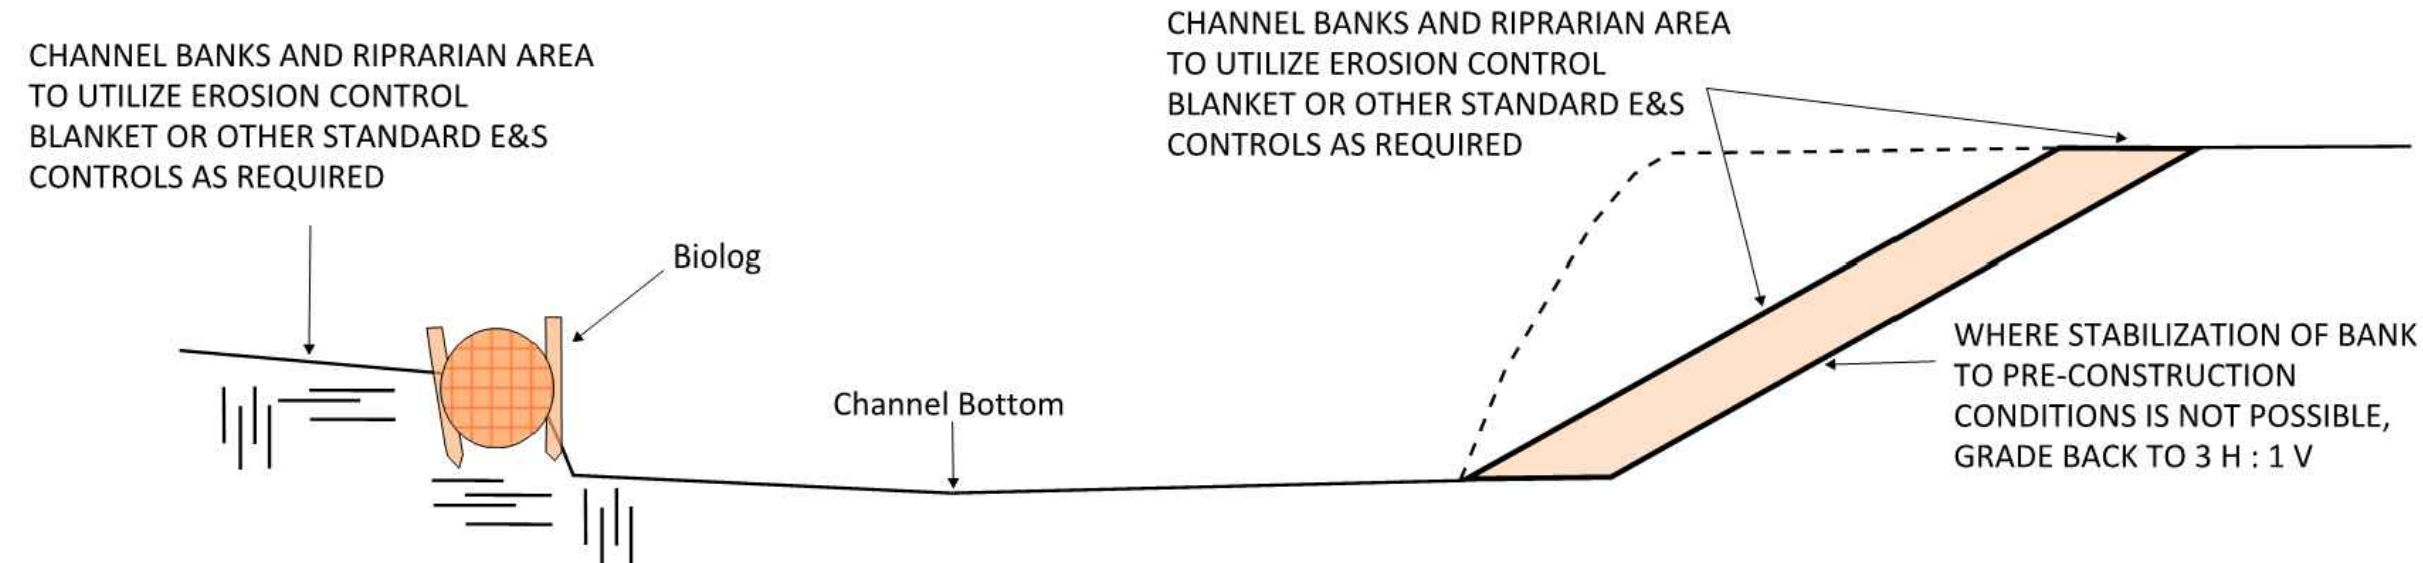 CHANNEL BANKS AND RIPRARIAN AREA
TO UTILIZE EROSION CONTROL
BLANKET OR OTHER STANDARD E&S
CONTROLS AS REQUIRED
CHANNEL BANKS AND RIPRARIAN AREA
TO UTILIZE EROSION CONTROL
BLANKET OR OTHER STANDARD E&S
CONTROLS AS REQUIRED
Biolog
Channel Bottom
WHERE STABILIZATION OF BANK
TO PRE-CONSTRUCTION
CONDITIONS IS NOT POSSIBLE,
GRADE BACK TO 3 H : 1 V